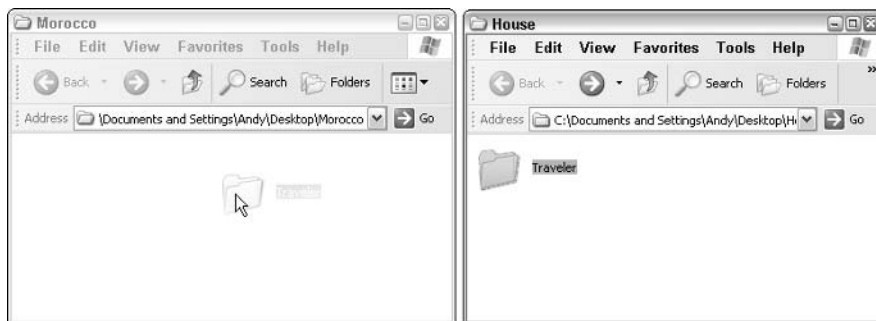 Morocco
File Edit View Favorites Tools Help
Back Search Folders
Address \Documents and Settings\Andy\Desktop\Morocco Go
Traveler
House
File Edit View Favorites Tools Help
Back Search Folders »
Address C:\Documents and Settings\Andy\Desktop\H Go
Traveler